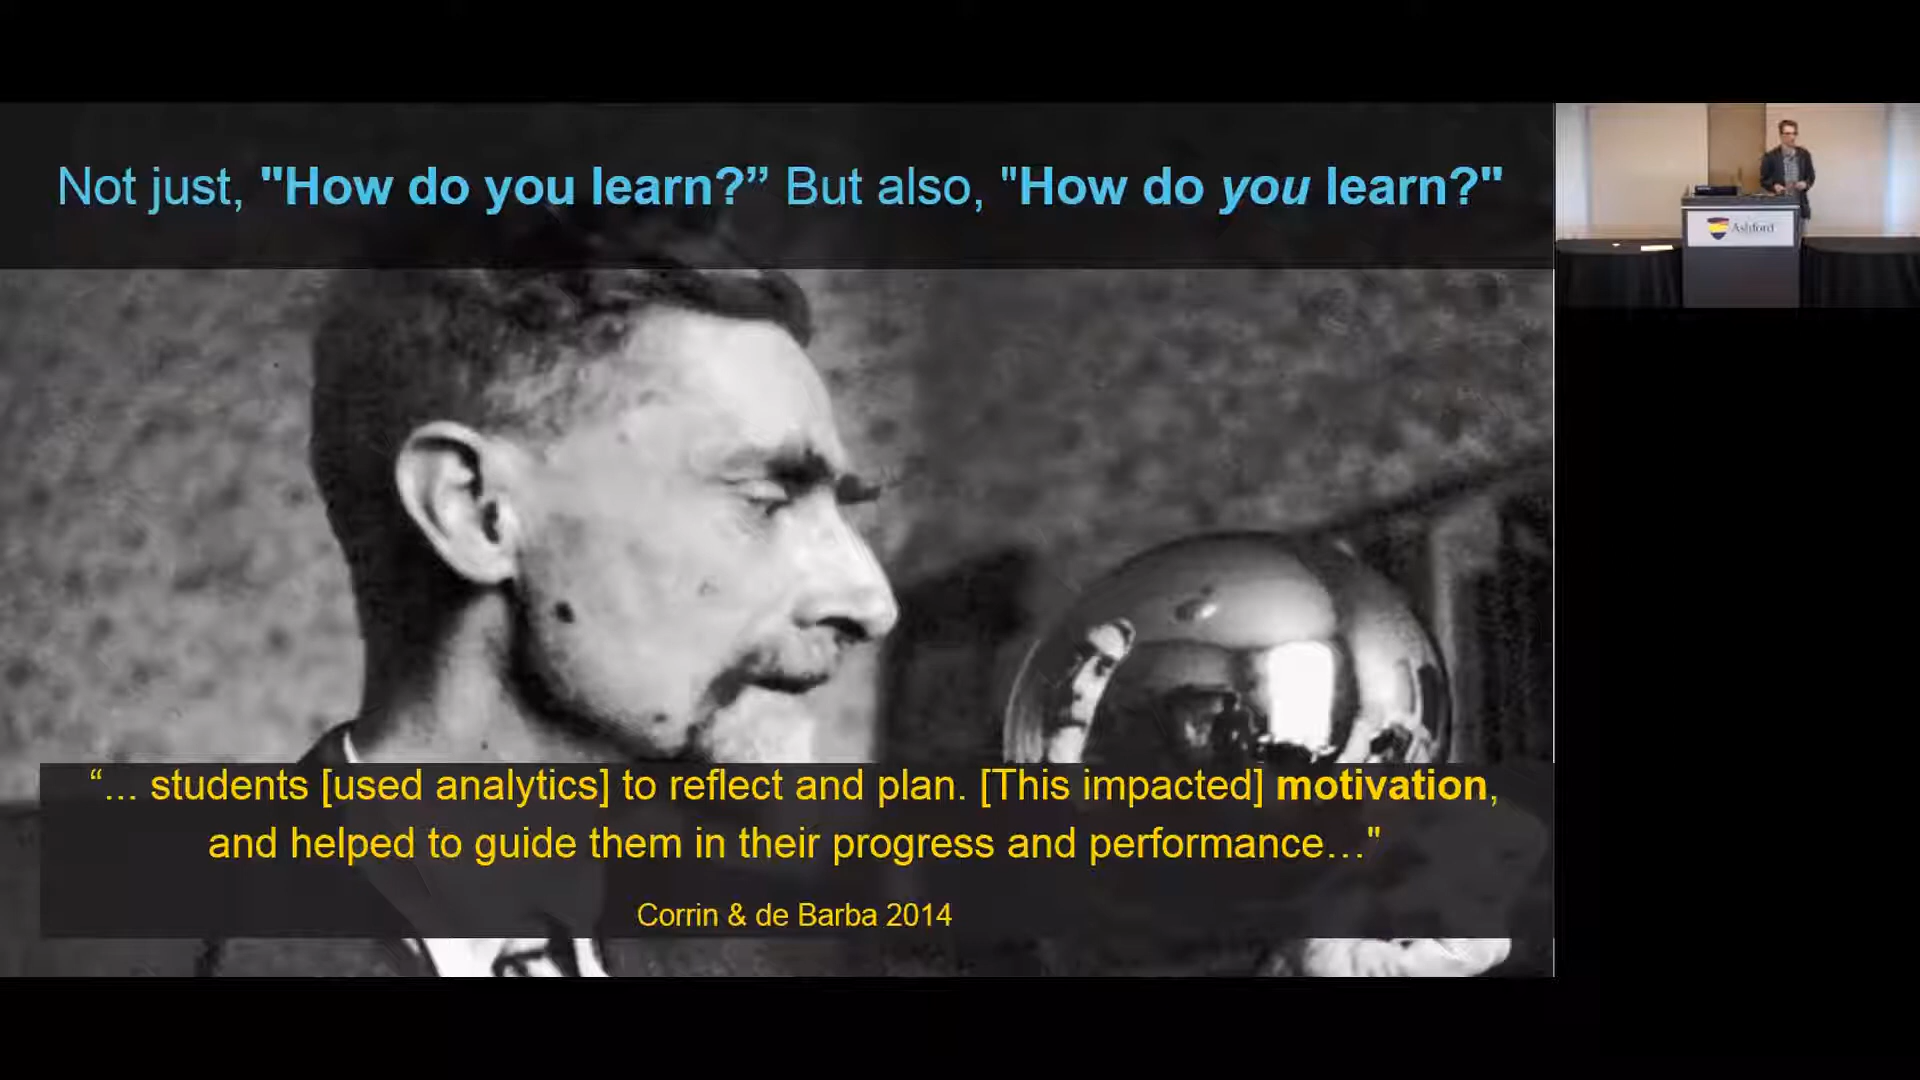 Not just, "How do you learn?” But also, "How do you learn?"
Ashford
“... students [used analytics] to reflect and plan. [This impacted] motivation,
and helped to guide them in their progress and performance…"
Corrin & de Barba 2014